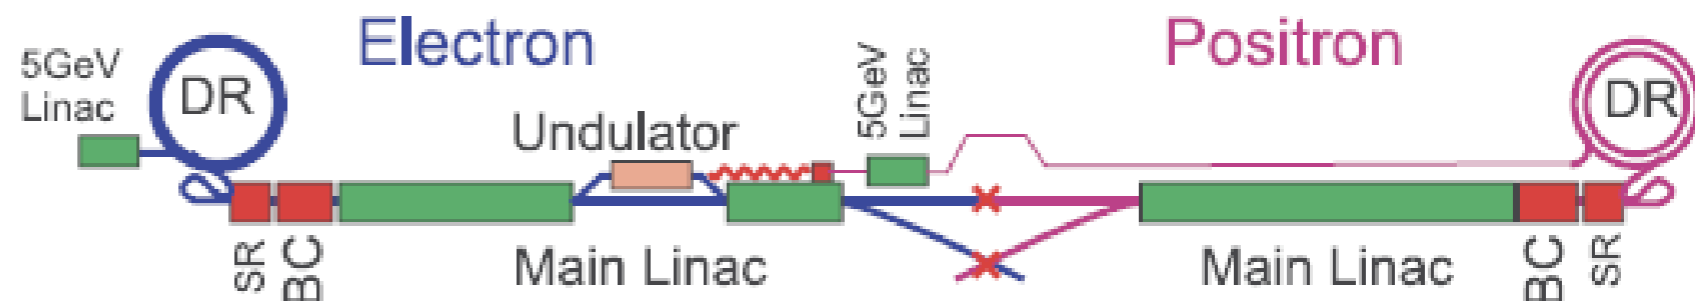 Electron
Positron
5GeV
Linac
DR
Undulator
5GeV
Linac
DR
SR
BC
Main Linac
Main Linac
BC
SR